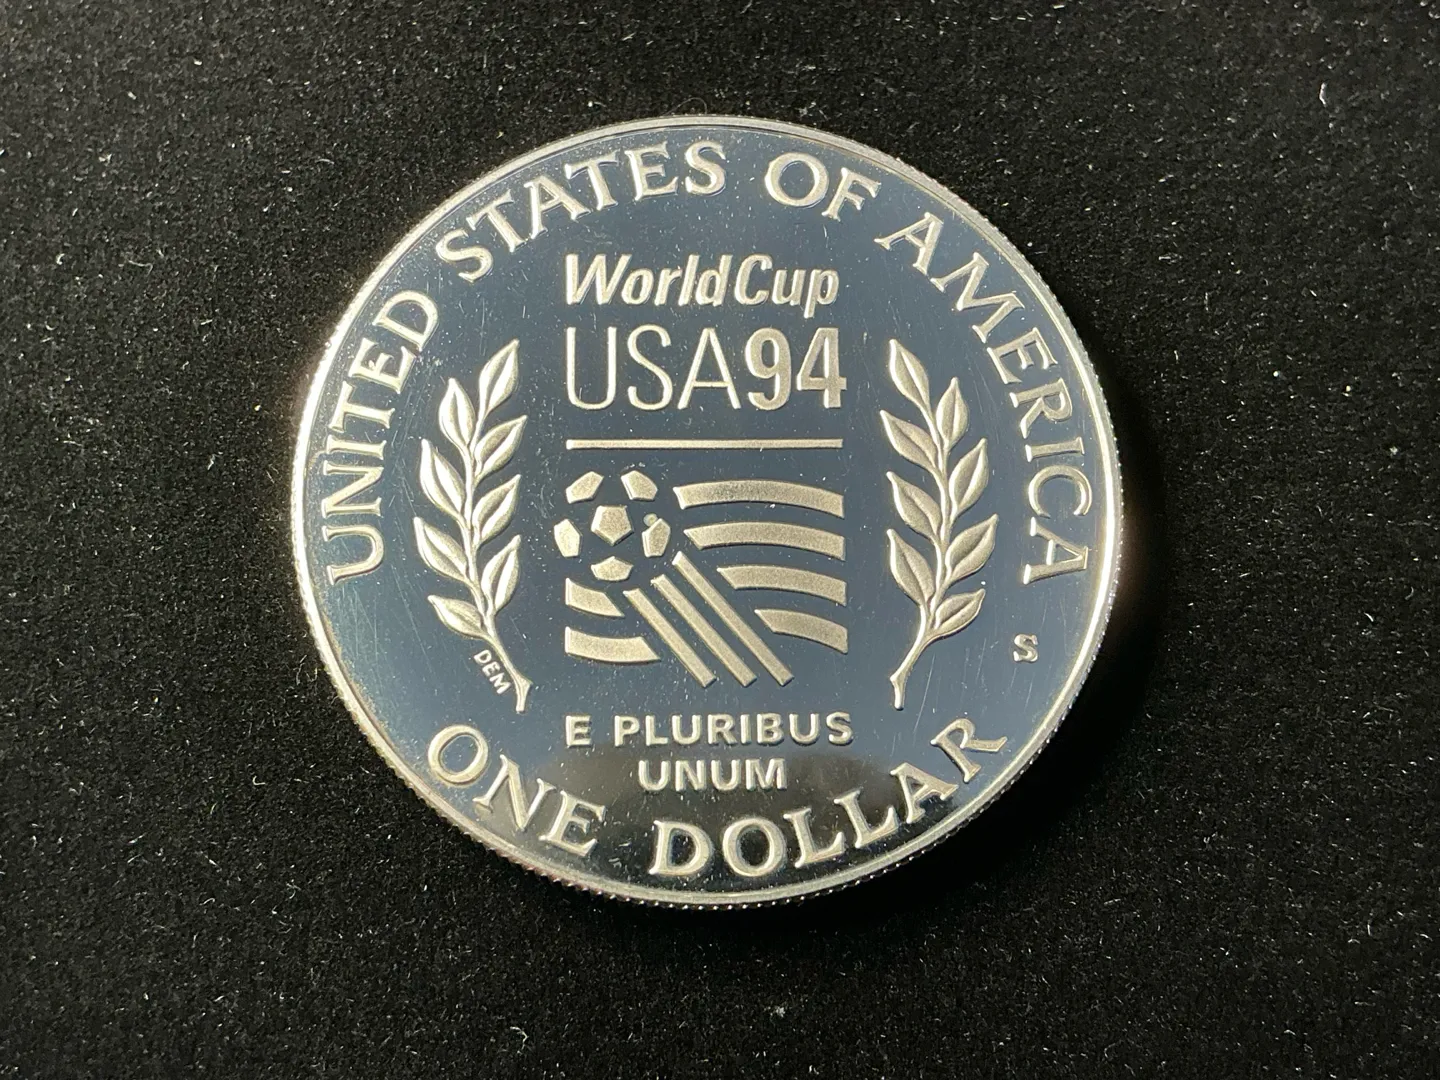 UNITED STATES OF AMERICA
WorldCup
USA94
DEM
S
E PLURIBUS
UNUM
ONE DOLLAR